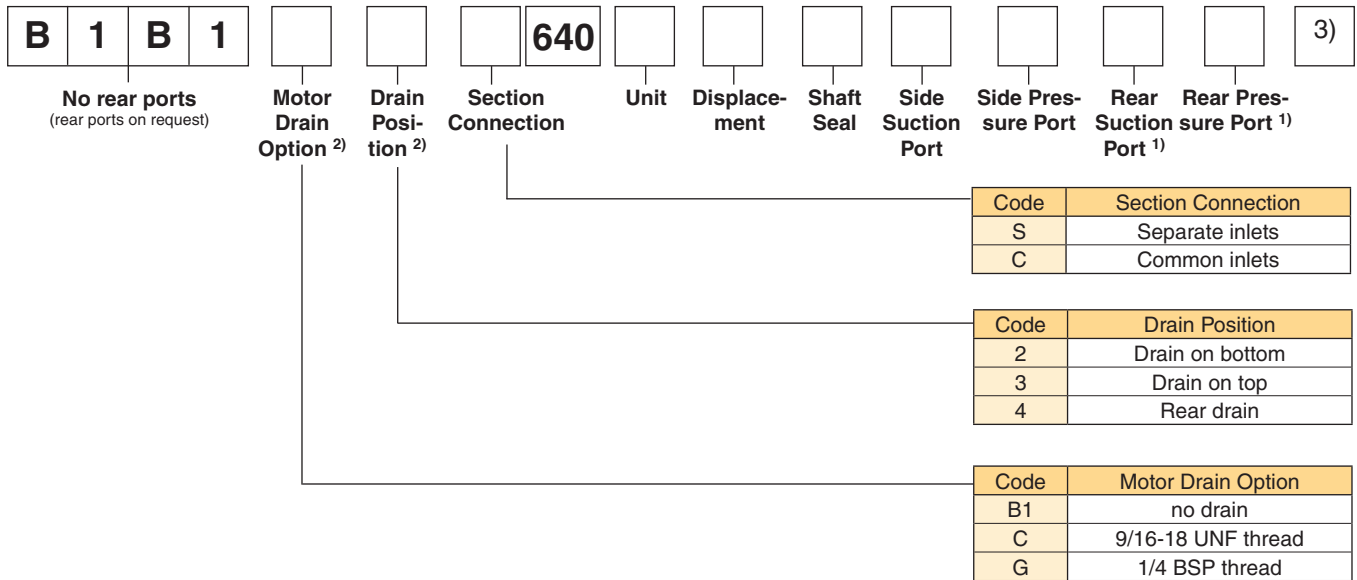 B 1 B 1 640 3)
No rear ports
(rear ports on request)
Motor
Drain
Option 2)
Drain
Posi-
tion 2)
Section
Connection
Unit
Displace-
ment
Shaft
Seal
Side
Suction
Port
Side Pres-
sure Port
Rear
Suction
Port 1)
Rear Pres-
sure Port 1)
Code Section Connection
S Separate inlets
C Common inlets
Code Drain Position
2 Drain on bottom
3 Drain on top
4 Rear drain
Code Motor Drain Option
B1 no drain
C 9/16-18 UNF thread
G 1/4 BSP thread